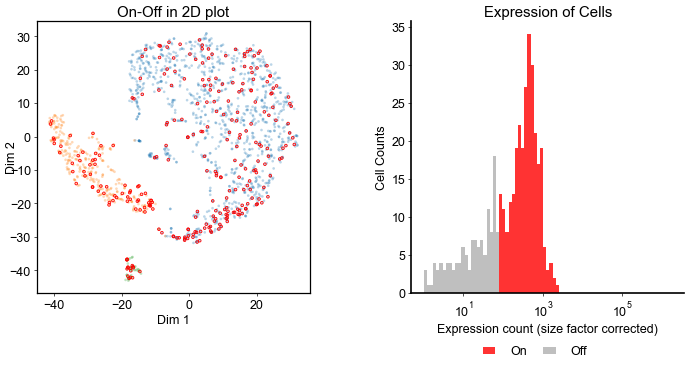 On-Off in 2D plot
30
20
10
0
−10
−20
−30
−40
Dim 2
−40 −20 0 20
Dim 1
Expression of Cells
35
30
25
20
15
10
5
0
Cell Counts
10^1 10^3 10^5
Expression count (size factor corrected)
On Off